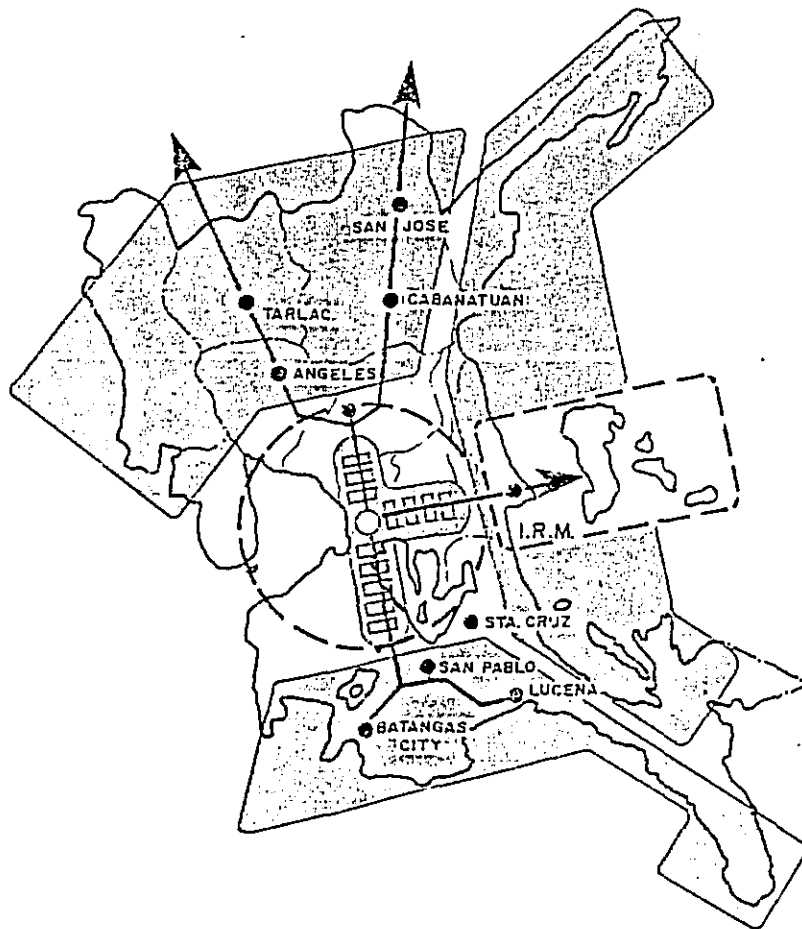 SAN JOSE
CABANATUAN
TARLAC
ANGELES
I.R.M.
STA. CRUZ
SAN PABLO
LUCENA
BATANGAS
CITY